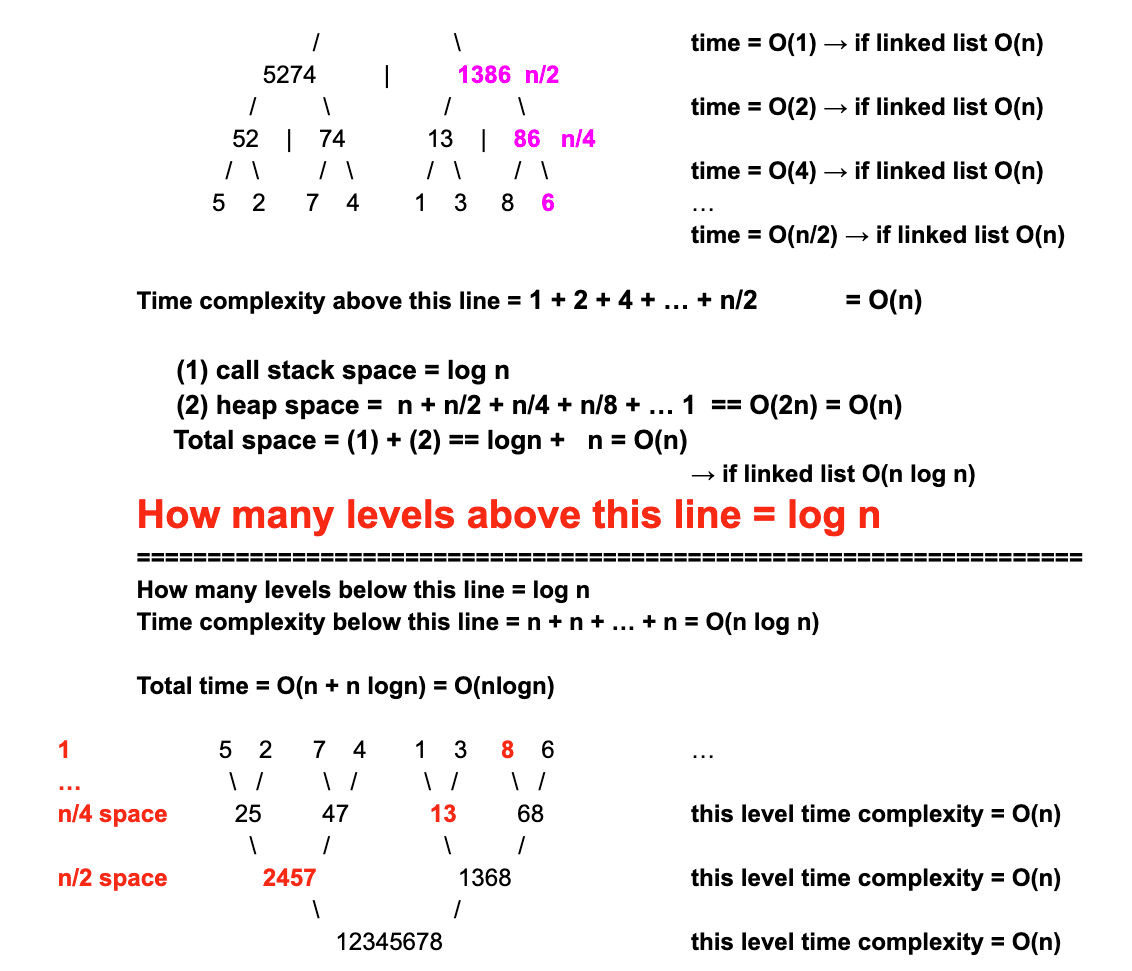 / \ time = O(1) → if linked list O(n)
5274 | 1386 n/2
/ \ / \ time = O(2) → if linked list O(n)
52 | 74 13 | 86 n/4
/ \ / \ / \ / \ time = O(4) → if linked list O(n)
5 2 7 4 1 3 8 6 ...
time = O(n/2) → if linked list O(n)
Time complexity above this line = 1 + 2 + 4 + ... + n/2 = O(n)
(1) call stack space = log n
(2) heap space = n + n/2 + n/4 + n/8 + ... 1 == O(2n) = O(n)
Total space = (1) + (2) == logn + n = O(n)
→ if linked list O(n log n)
How many levels above this line = log n
===================================================================
How many levels below this line = log n
Time complexity below this line = n + n + ... + n = O(n log n)
Total time = O(n + n logn) = O(nlogn)
1 5 2 7 4 1 3 8 6 ...
... \ / \ / \ / \ /
n/4 space 25 47 13 68 this level time complexity = O(n)
\ / \ /
n/2 space 2457 1368 this level time complexity = O(n)
\ /
12345678 this level time complexity = O(n)